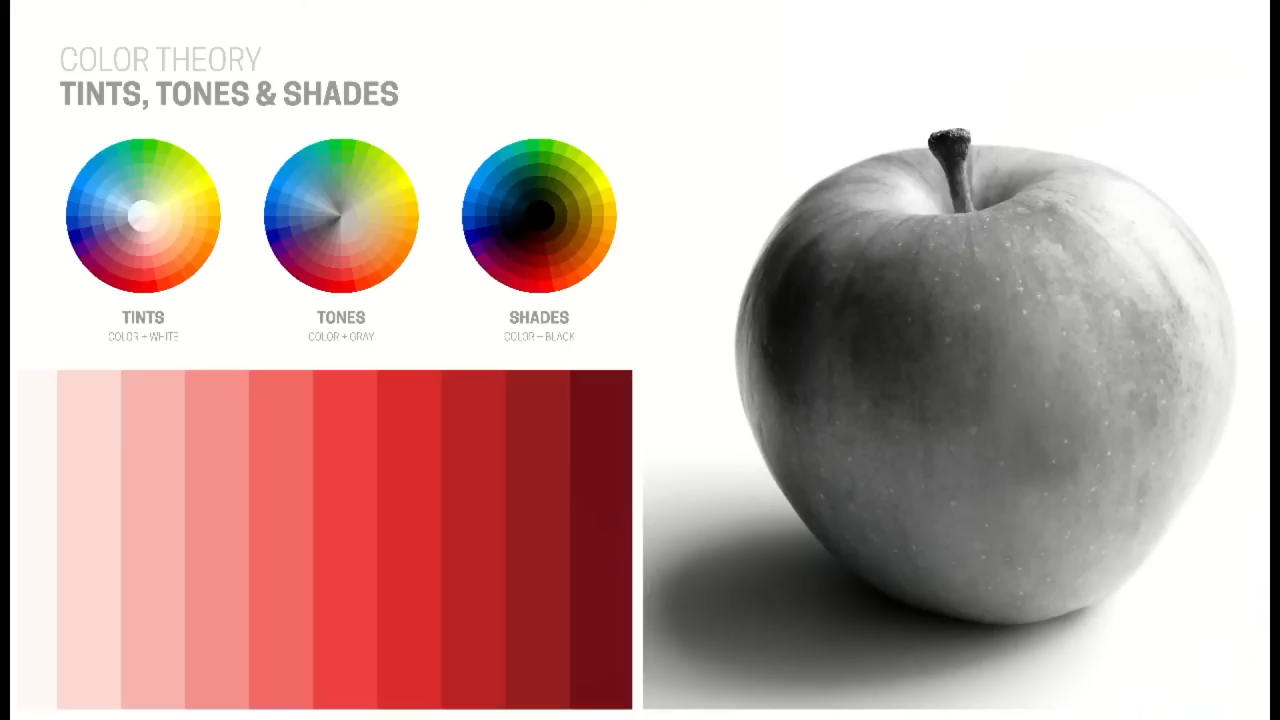 COLOR THEORY
TINTS, TONES & SHADES
TINTS
COLOR + WHITE
TONES
COLOR + GRAY
SHADES
COLOR + BLACK